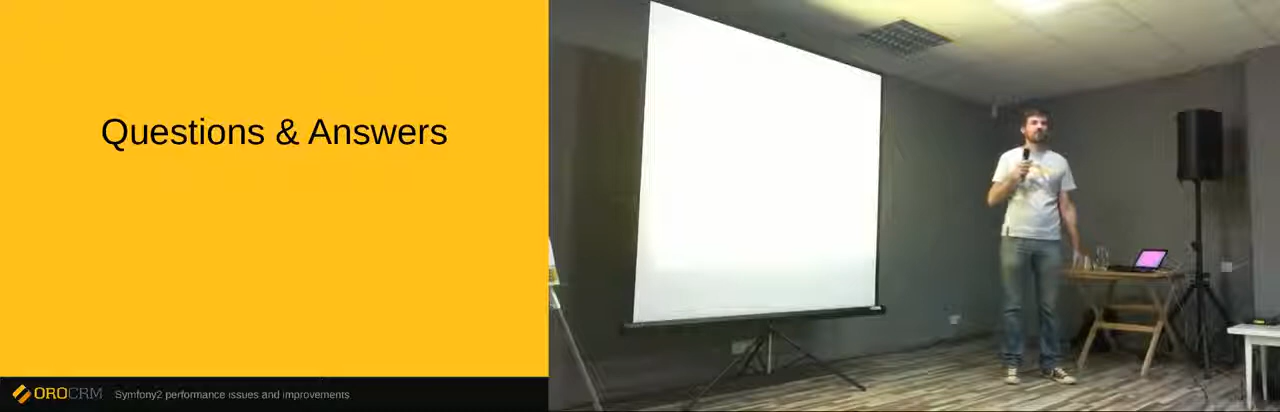 Questions & Answers
OROCRM
Symfony2 performance issues and improvements